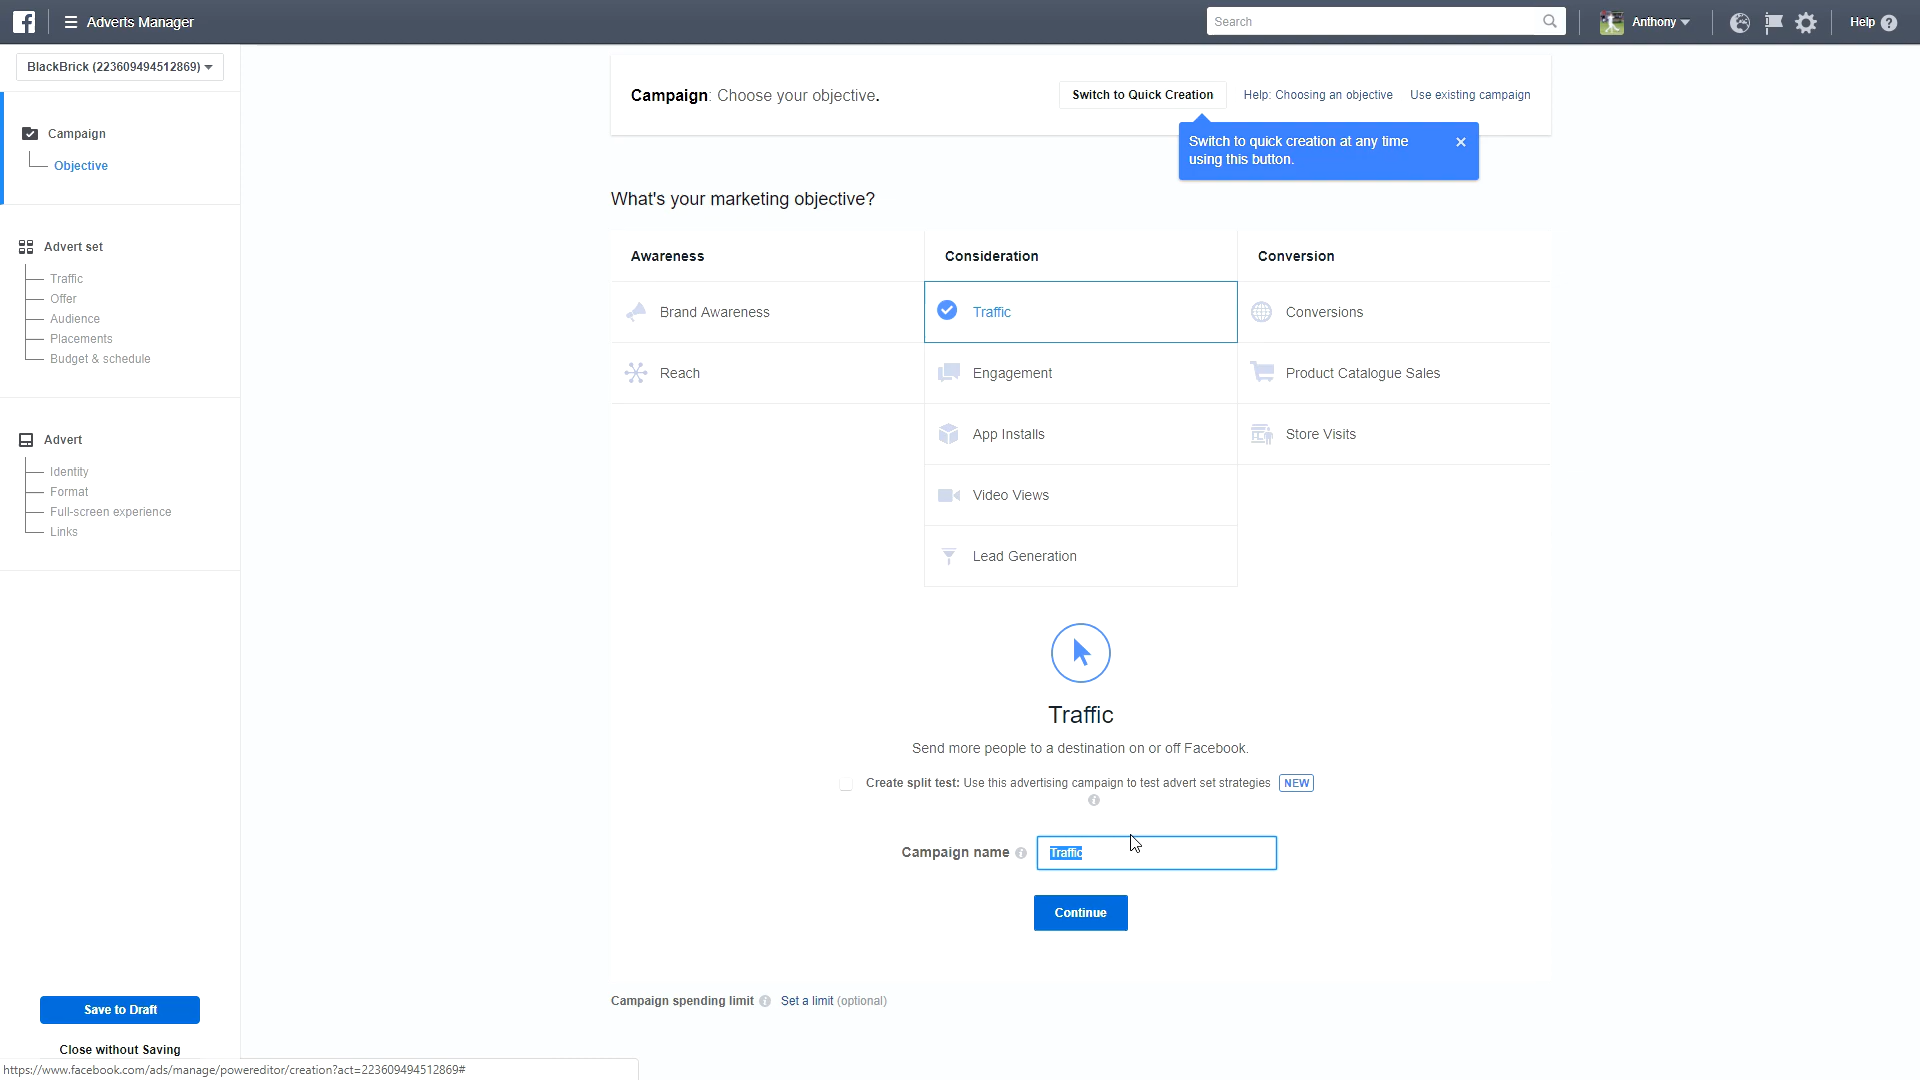 Adverts Manager
Search
Anthony
Help
BlackBrick (223609494512869)
Campaign
Objective
Advert set
Traffic
Offer
Audience
Placements
Budget & schedule
Advert
Identity
Format
Full-screen experience
Links
Save to Draft
Close without Saving
Campaign: Choose your objective.
Switch to Quick Creation
Help: Choosing an objective
Use existing campaign
Switch to quick creation at any time
using this button.
What's your marketing objective?
Awareness
Consideration
Conversion
Brand Awareness
Traffic
Conversions
Reach
Engagement
Product Catalogue Sales
App Installs
Store Visits
Video Views
Lead Generation
Traffic
Send more people to a destination on or off Facebook.
Create split test: Use this advertising campaign to test advert set strategies NEW
Campaign name
Traffic
Continue
Campaign spending limit Set a limit (optional)
https://www.facebook.com/ads/manage/powereditor/creation?act=223609494512869#